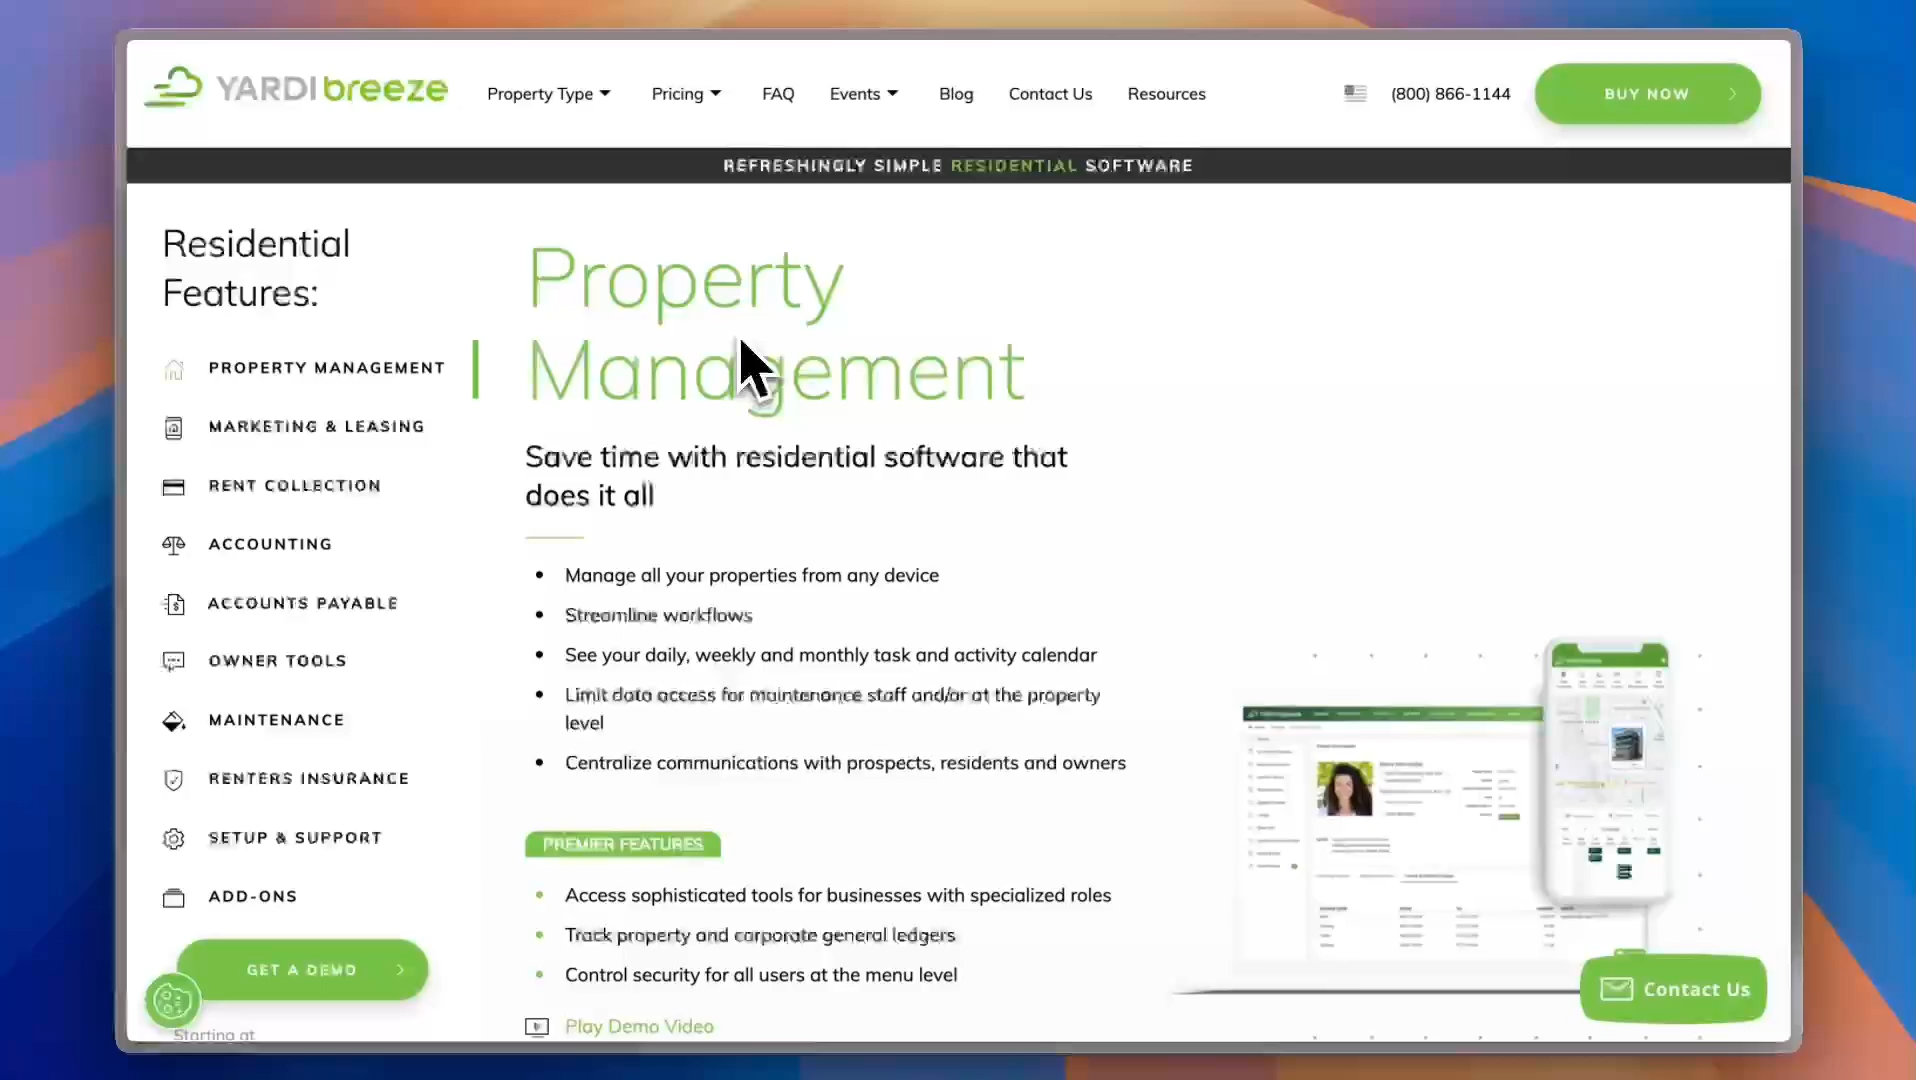 YARDI breeze
Property Type
Pricing
FAQ
Events
Blog
Contact Us
Resources
(800) 866-1144
BUY NOW
REFRESHINGLY SIMPLE RESIDENTIAL SOFTWARE
Residential
Features:
PROPERTY MANAGEMENT
MARKETING & LEASING
RENT COLLECTION
ACCOUNTING
ACCOUNTS PAYABLE
OWNER TOOLS
MAINTENANCE
RENTERS INSURANCE
SETUP & SUPPORT
ADD-ONS
GET A DEMO
Starting at
Property
Management
Save time with residential software that
does it all
Manage all your properties from any device
Streamline workflows
See your daily, weekly and monthly task and activity calendar
Limit data access for maintenance staff and/or at the property
level
Centralize communications with prospects, residents and owners
PREMIER FEATURES
Access sophisticated tools for businesses with specialized roles
Track property and corporate general ledgers
Control security for all users at the menu level
Play Demo Video
Contact Us